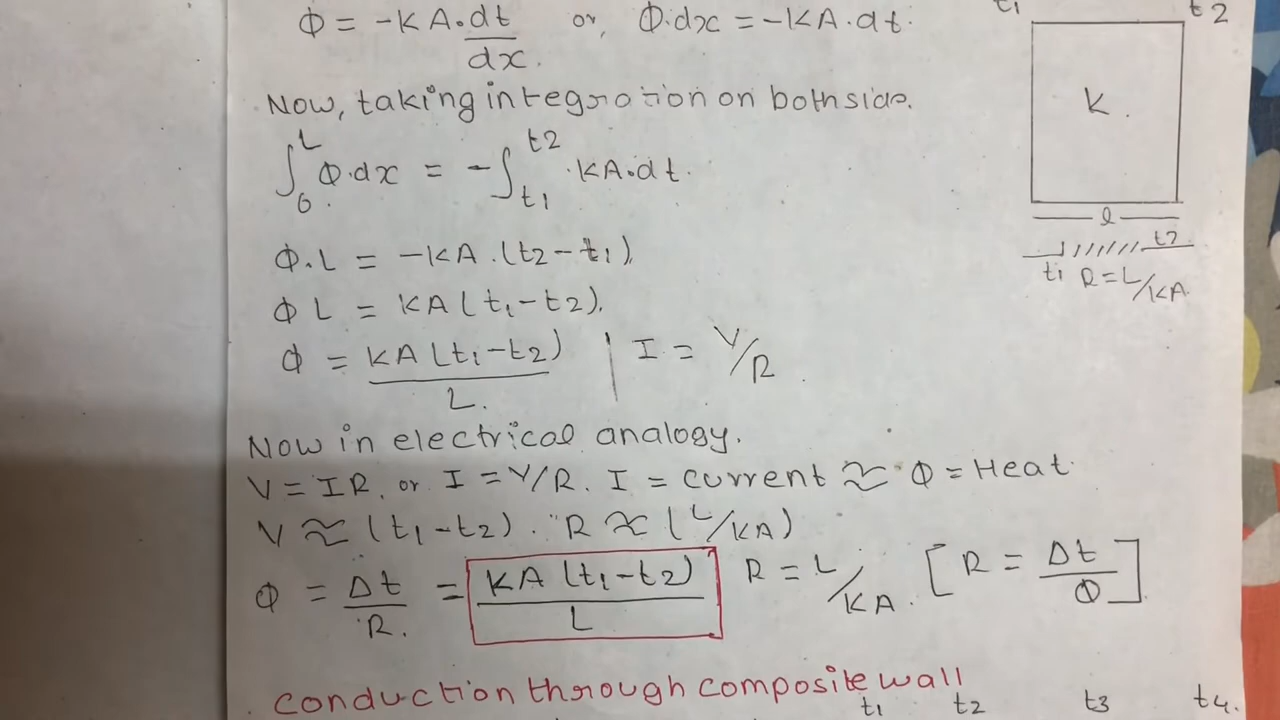 Φ = -KA.dt/dx. or, Φ.dx = -KA.dt.
t1 t2
K.
Now, taking integration on both side.
∫₀ᴸ Φ.dx = -∫ₜ₁ᵗ² .KA.dt.
l
t1 t2
R=L/KA
Φ.L = -KA.(t2-t1),
ΦL = KA(t1-t2).
Φ = KA(t1-t2)/L. | I = V/R.
Now in electrical analogy.
V=IR. or I=V/R. I = current ≈ Φ = Heat.
V ≈ (t1-t2). R ≈ (L/KA)
Φ = Δt/R. = KA(t1-t2)/L R = L/KA. [R = Δt/Φ]
Conduction through composite wall
t1 t2 t3 t4.